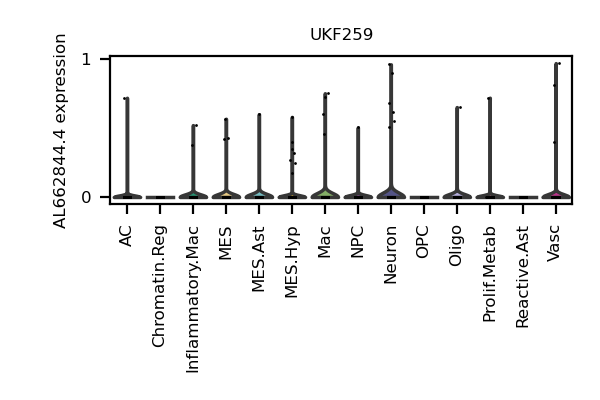 UKF259
AL662844.4 expression
1
0
AC
Chromatin.Reg
Inflammatory.Mac
MES
MES.Ast
MES.Hyp
Mac
NPC
Neuron
OPC
Oligo
Prolif.Metab
Reactive.Ast
Vasc